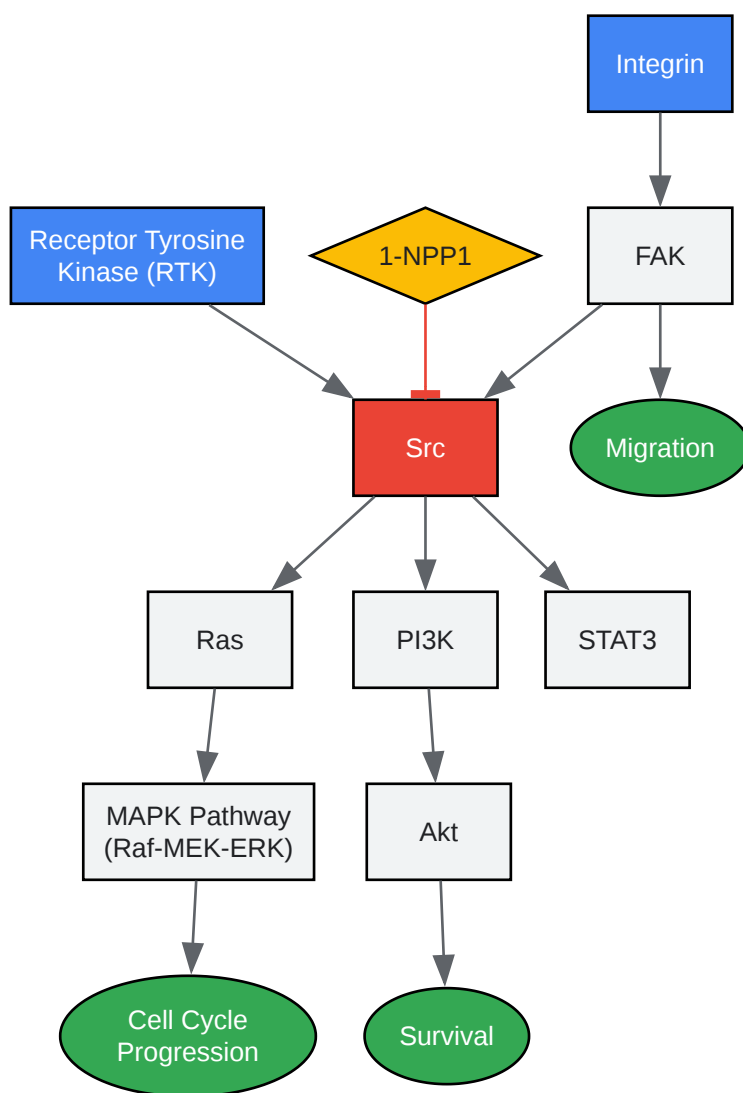 Integrin
Receptor Tyrosine
Kinase (RTK)
1-NPP1
FAK
Src
Migration
Ras
PI3K
STAT3
MAPK Pathway
(Raf-MEK-ERK)
Akt
Cell Cycle
Progression
Survival